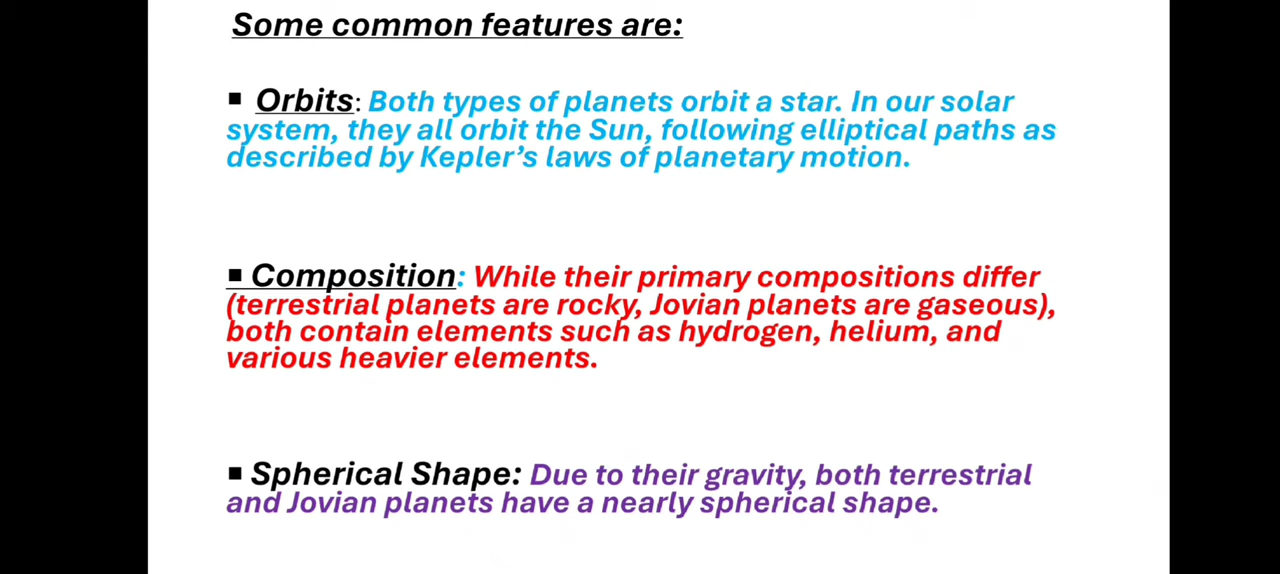 Some common features are:
▪ Orbits: Both types of planets orbit a star. In our solar
system, they all orbit the Sun, following elliptical paths as
described by Kepler’s laws of planetary motion.
▪ Composition: While their primary compositions differ
(terrestrial planets are rocky, Jovian planets are gaseous),
both contain elements such as hydrogen, helium, and
various heavier elements.
▪ Spherical Shape: Due to their gravity, both terrestrial
and Jovian planets have a nearly spherical shape.